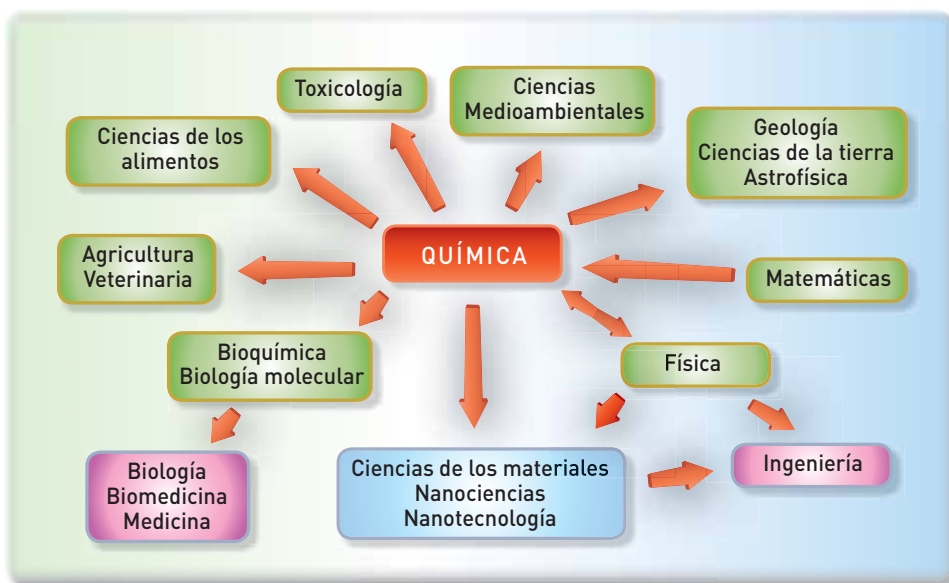 Toxicología
Ciencias
Medioambientales
Ciencias de los
alimentos
Geología
Ciencias de la tierra
Astrofísica
QUÍMICA
Agricultura
Veterinaria
Matemáticas
Bioquímica
Biología molecular
Física
Biología
Biomedicina
Medicina
Ciencias de los materiales
Nanociencias
Nanotecnología
Ingeniería